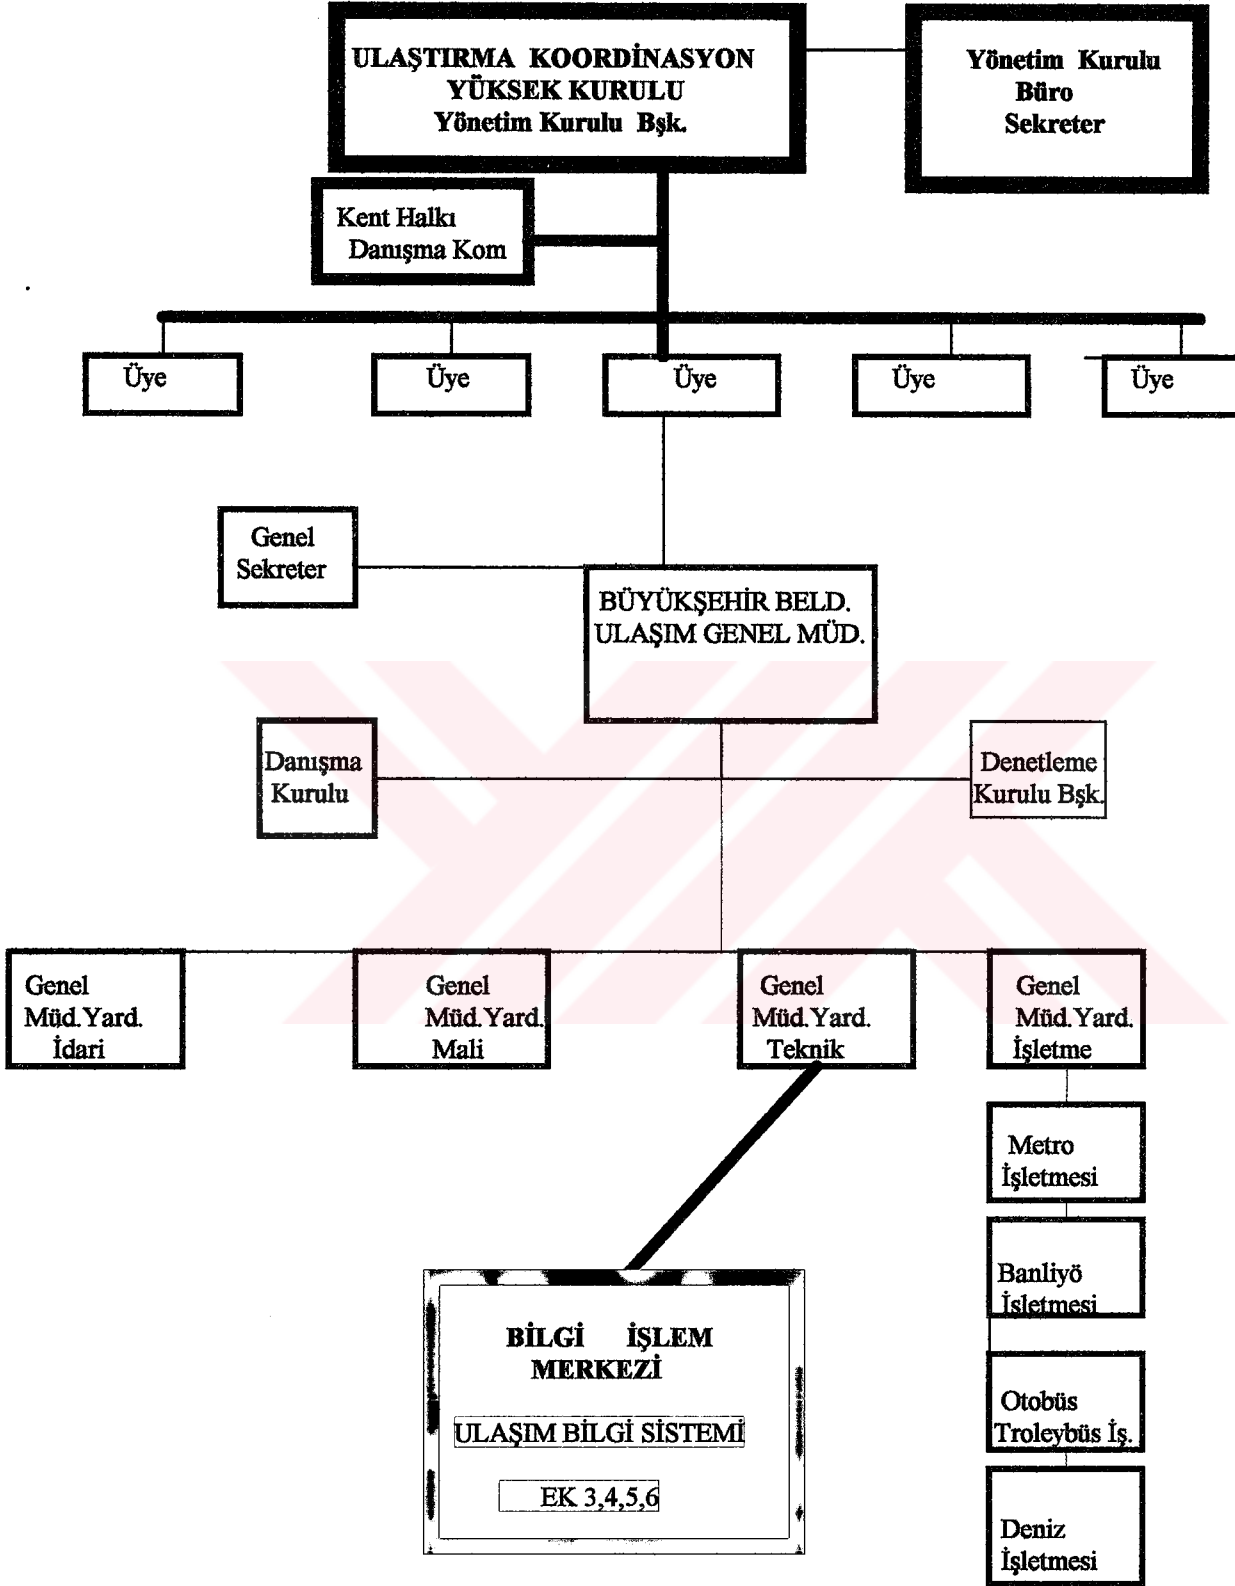 ULAŞTIRMA KOORDİNASYON
YÜKSEK KURULU
Yönetim Kurulu Bşk.
Yönetim Kurulu
Büro
Sekreter
Kent Halkı
Danışma Kom
Üye
Üye
Üye
Üye
Üye
Genel
Sekreter
BÜYÜKŞEHİR BELD.
ULAŞIM GENEL MÜD.
Danışma
Kurulu
Denetleme
Kurulu Bşk.
Genel
Müd.Yard.
İdari
Genel
Müd.Yard.
Mali
Genel
Müd.Yard.
Teknik
Genel
Müd.Yard.
İşletme
Metro
İşletmesi
Banliyö
İşletmesi
Otobüs
Troleybüs İş.
Deniz
İşletmesi
BİLGİ İŞLEM
MERKEZİ
ULAŞIM BİLGİ SİSTEMİ
EK 3,4,5,6